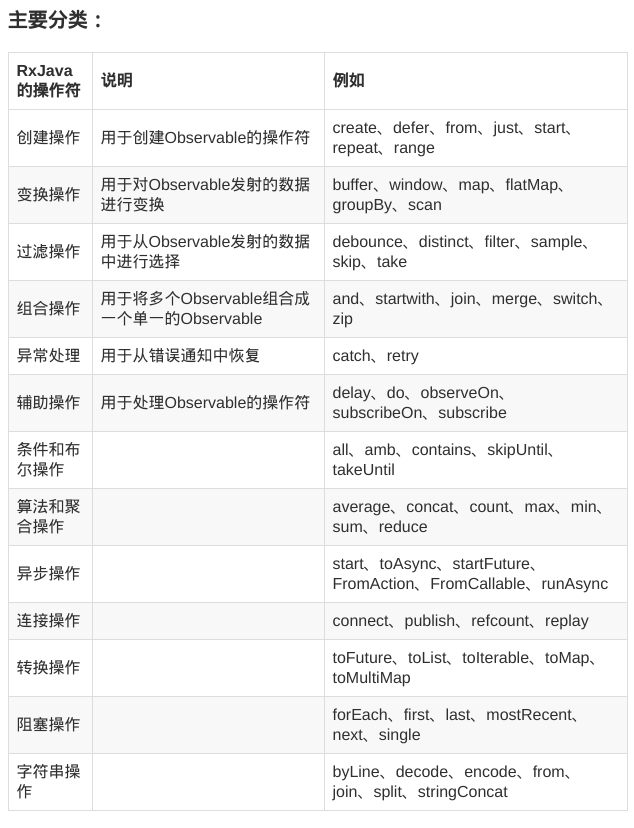 主要分类：
RxJava
的操作符
说明
例如
创建操作
用于创建Observable的操作符
create、defer、from、just、start、
repeat、range
变换操作
用于对Observable发射的数据
进行变换
buffer、window、map、flatMap、
groupBy、scan
过滤操作
用于从Observable发射的数据
中进行选择
debounce、distinct、filter、sample、
skip、take
组合操作
用于将多个Observable组合成
一个单一的Observable
and、startwith、join、merge、switch、
zip
异常处理
用于从错误通知中恢复
catch、retry
辅助操作
用于处理Observable的操作符
delay、do、observeOn、
subscribeOn、subscribe
条件和布
尔操作
all、amb、contains、skipUntil、
takeUntil
算法和聚
合操作
average、concat、count、max、min、
sum、reduce
异步操作
start、toAsync、startFuture、
FromAction、FromCallable、runAsync
连接操作
connect、publish、refcount、replay
转换操作
toFuture、toList、toIterable、toMap、
toMultiMap
阻塞操作
forEach、first、last、mostRecent、
next、single
字符串操
作
byLine、decode、encode、from、
join、split、stringConcat